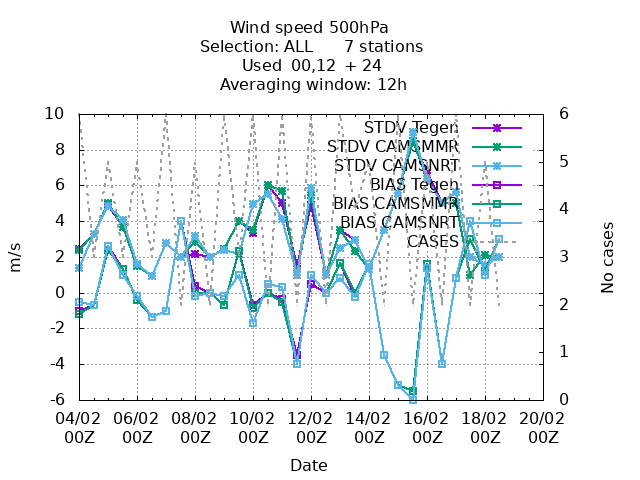 Wind speed 500hPa
Selection: ALL 7 stations
Used 00,12 + 24
Averaging window: 12h
10
8
6
4
2
0
-2
-4
-6
m/s
6
5
4
3
2
1
0
No cases
STDV Tegen
STDV CAMSMMR
STDV CAMSNRT
BIAS Tegen
BIAS CAMSMMR
BIAS CAMSNRT
CASES
04/02 06/02 08/02 10/02 12/02 14/02 16/02 18/02 20/02
00Z 00Z 00Z 00Z 00Z 00Z 00Z 00Z 00Z
Date